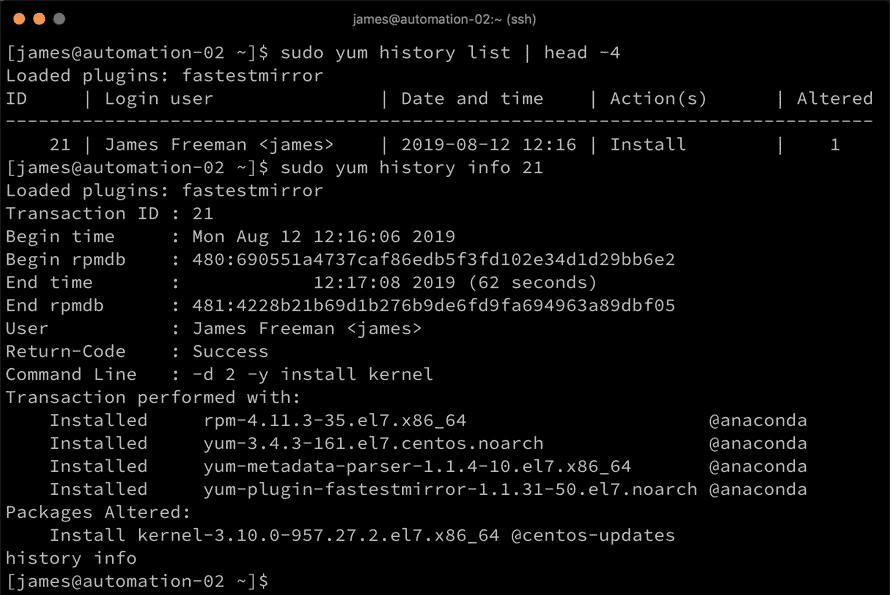 james@automation-02:~ (ssh)
[james@automation-02 ~]$ sudo yum history list | head -4
Loaded plugins: fastestmirror
ID     | Login user               | Date and time    | Action(s)      | Altered
-------------------------------------------------------------------------------
    21 | James Freeman <james>    | 2019-08-12 12:16 | Install        |    1
[james@automation-02 ~]$ sudo yum history info 21
Loaded plugins: fastestmirror
Transaction ID : 21
Begin time     : Mon Aug 12 12:16:06 2019
Begin rpmdb    : 480:690551a4737caf86edb5f3fd102e34d1d29bb6e2
End time       :            12:17:08 2019 (62 seconds)
End rpmdb      : 481:4228b21b69d1b276b9de6fd9fa694963a89dbf05
User           : James Freeman <james>
Return-Code    : Success
Command Line   : -d 2 -y install kernel
Transaction performed with:
    Installed     rpm-4.11.3-35.el7.x86_64                      @anaconda
    Installed     yum-3.4.3-161.el7.centos.noarch               @anaconda
    Installed     yum-metadata-parser-1.1.4-10.el7.x86_64       @anaconda
    Installed     yum-plugin-fastestmirror-1.1.31-50.el7.noarch @anaconda
Packages Altered:
    Install kernel-3.10.0-957.27.2.el7.x86_64 @centos-updates
history info
[james@automation-02 ~]$